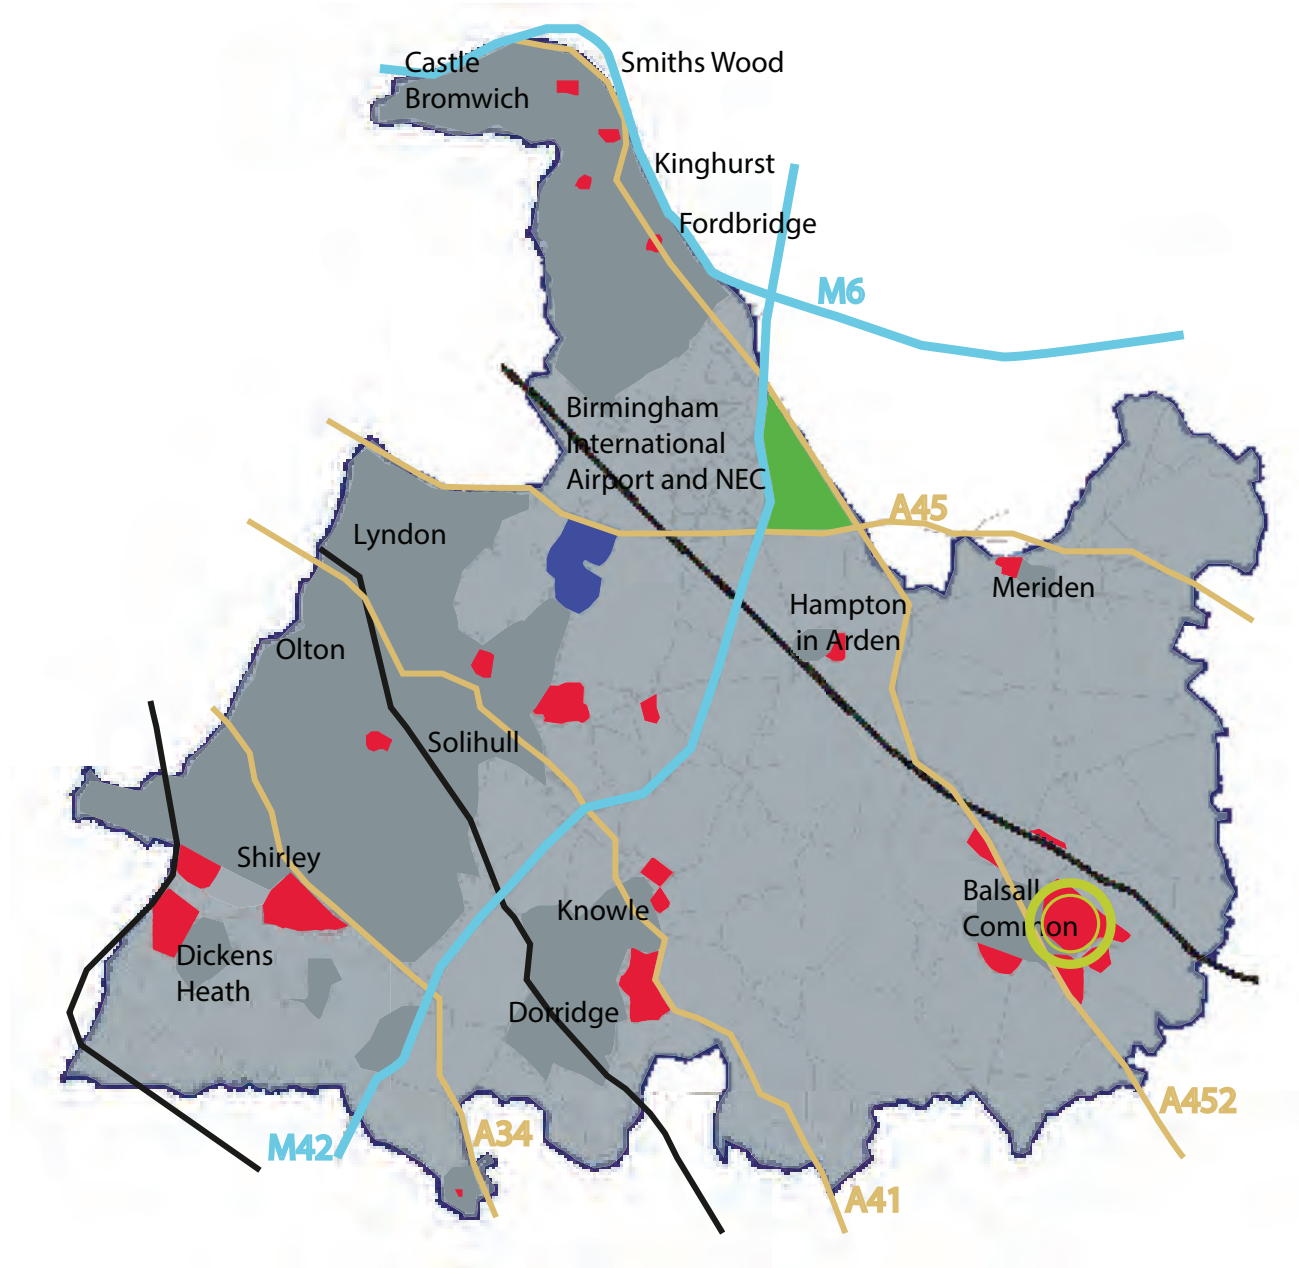 Castle
Bromwich
Smiths Wood
Kinghurst
Fordbridge
M6
Birmingham
International
Airport and NEC
A45
Lyndon
Meriden
Hampton
in Arden
Olton
Solihull
Shirley
Balsall
Common
Knowle
Dickens
Heath
Dorridge
A452
A34
M42
A41